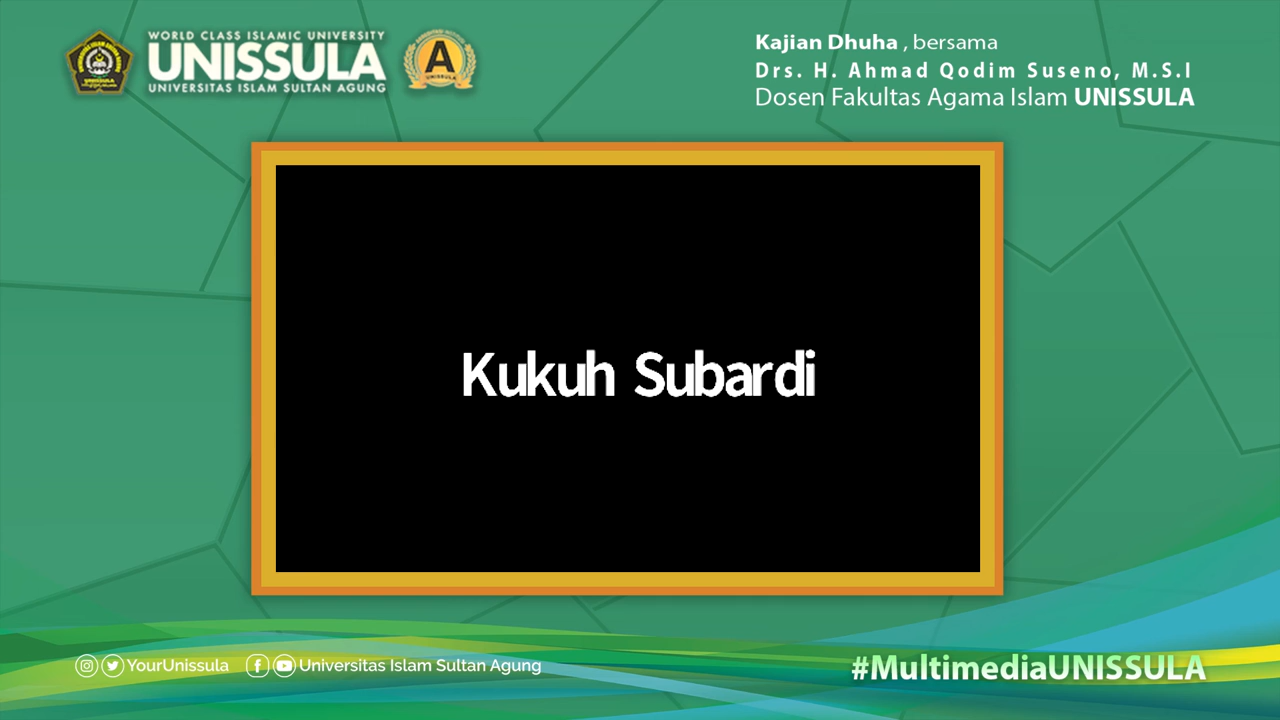 WORLD CLASS ISLAMIC UNIVERSITY
UNISSULA
UNIVERSITAS ISLAM SULTAN AGUNG
A
UNISSULA
Kajian Dhuha , bersama
Drs. H. Ahmad Qodim Suseno, M.S.I
Dosen Fakultas Agama Islam UNISSULA
Kukuh Subardi
YourUnissula
Universitas Islam Sultan Agung
#MultimediaUNISSULA